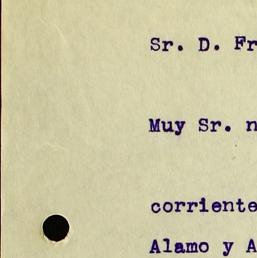 Sr. D. Fr
Muy Sr. n
corriente
Alamo y A